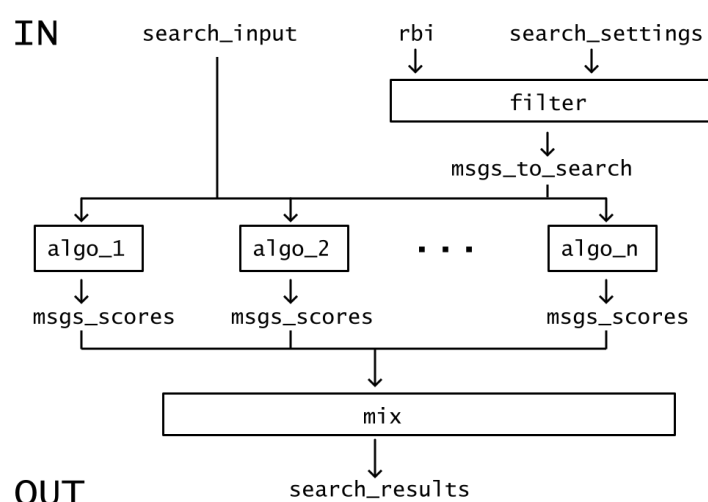 IN search_input rbi search_settings
filter
msgs_to_search
algo_1 algo_2 ... algo_n
msgs_scores msgs_scores msgs_scores
mix
OUT search_results